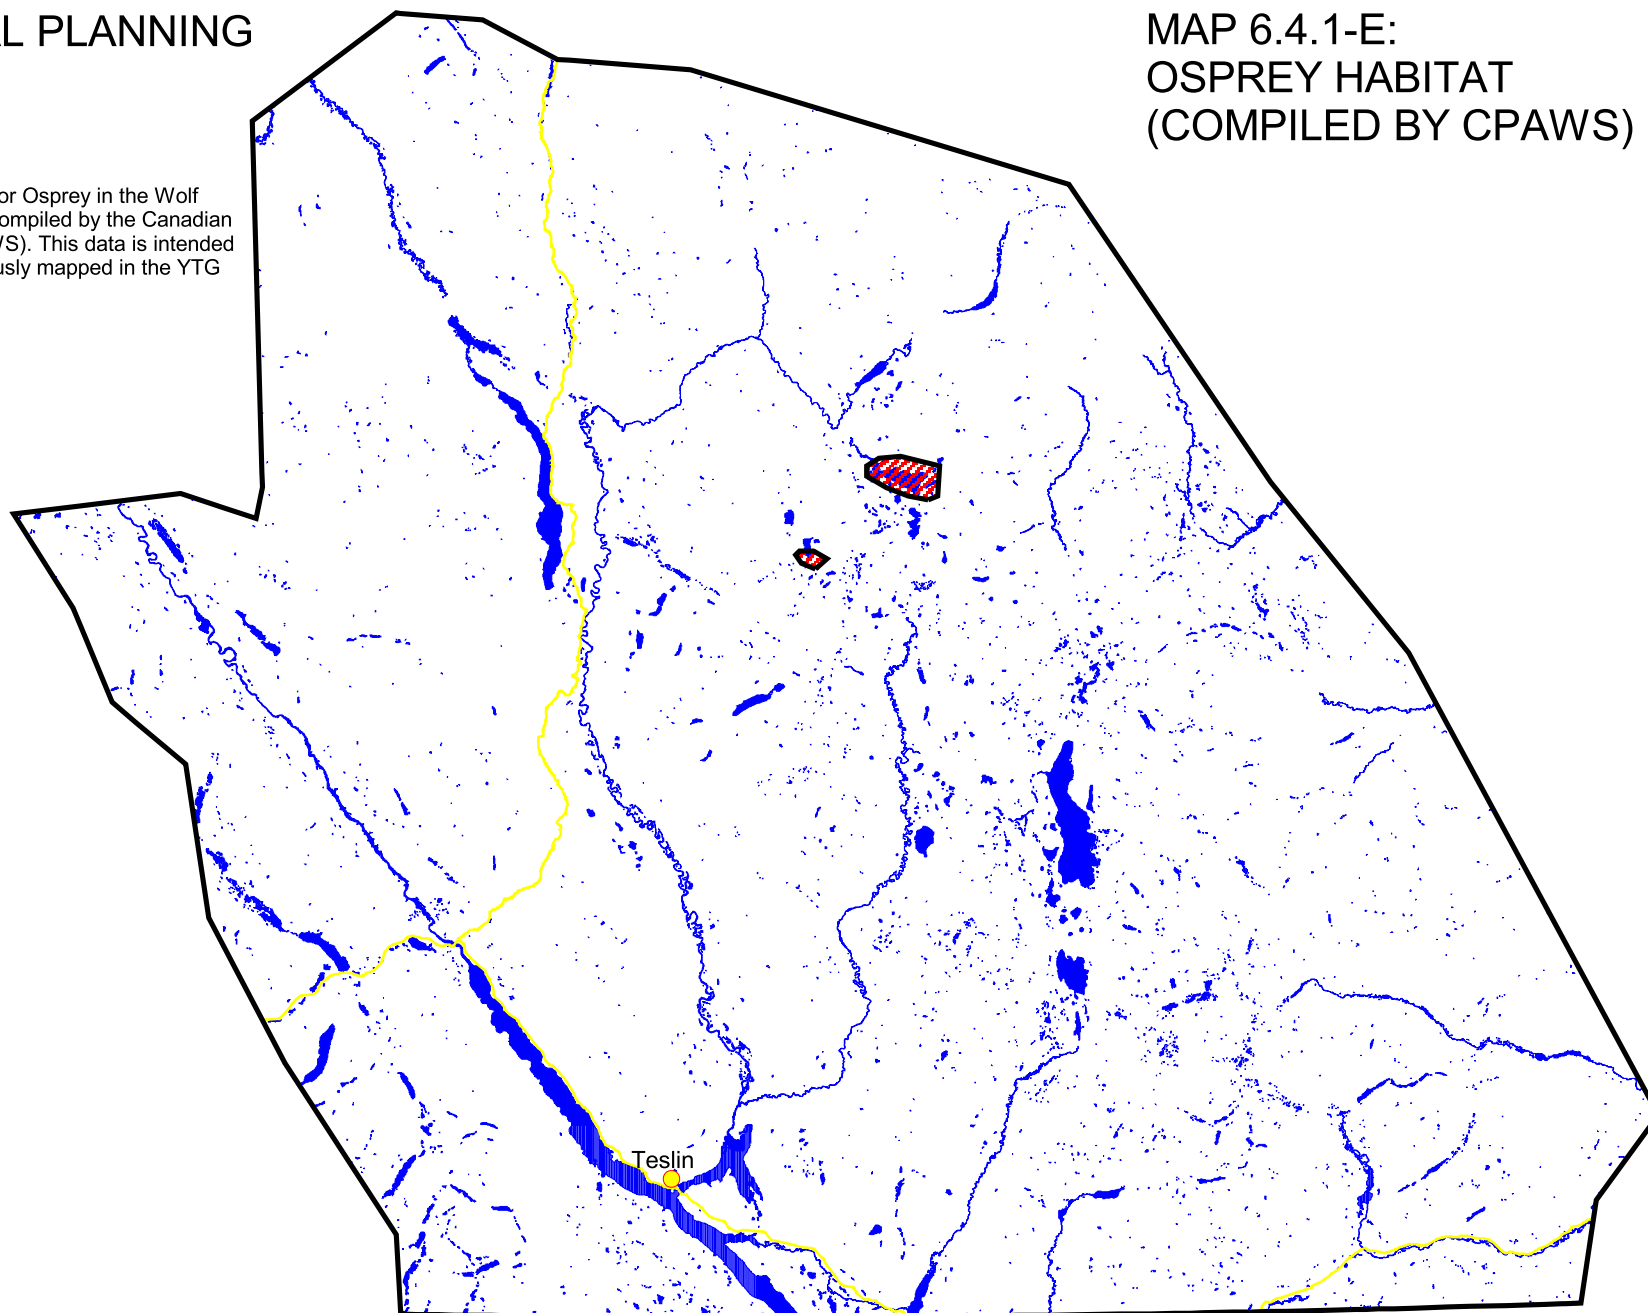 L PLANNING
MAP 6.4.1-E:
OSPREY HABITAT
(COMPILED BY CPAWS)
or Osprey in the Wolf
ompiled by the Canadian
S). This data is intended
usly mapped in the YTG
Teslin